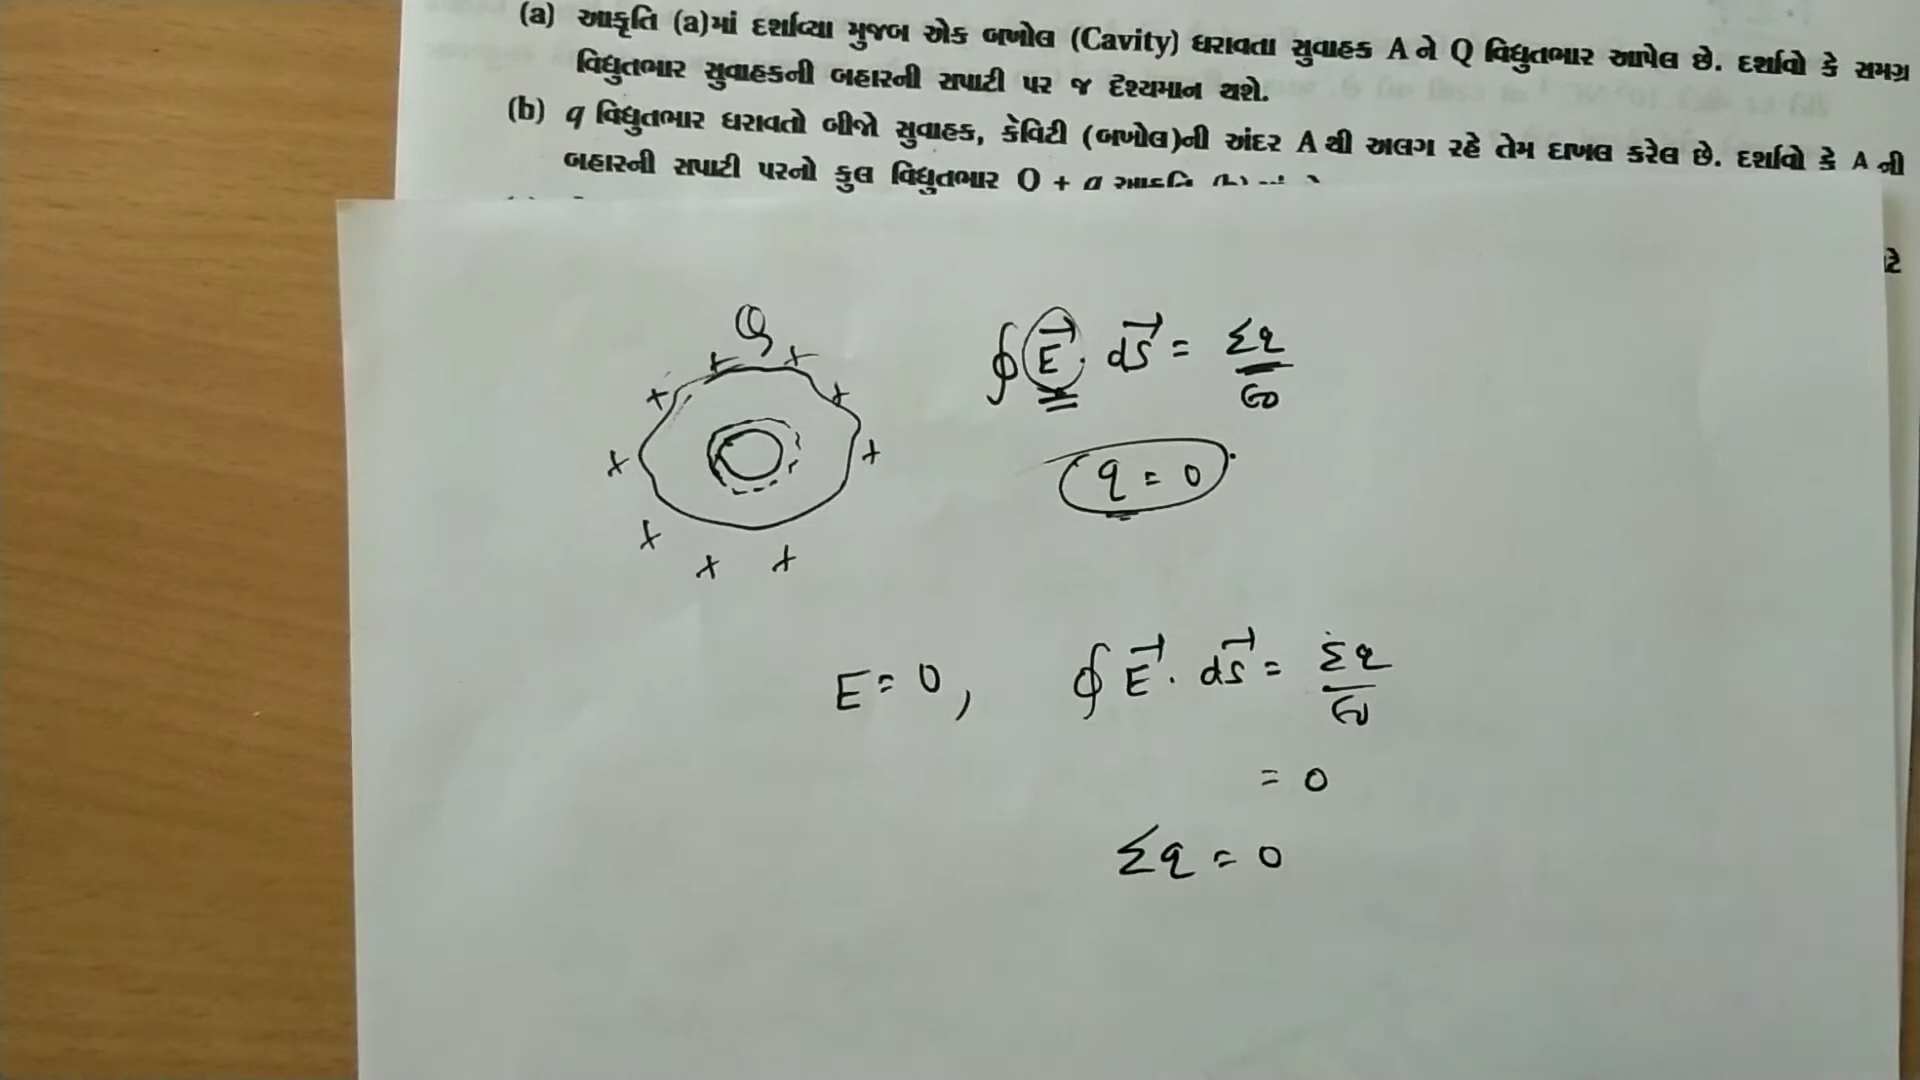 (a) આકૃતિ (a)માં દર્શાવ્યા મુજબ એક બખોલ (Cavity) ધરાવતા સુવાહક A ને Q વિદ્યુતભાર આપેલ છે. દર્શાવો કે સમગ્ર
વિદ્યુતભાર સુવાહકની બહારની સપાટી પર જ દૃશ્યમાન થશે.
(b) q વિદ્યુતભાર ધરાવતો બીજો સુવાહક, કેવિટી (બખોલ)ની અંદર A થી અલગ રહે તેમ દાખલ કરેલ છે. દર્શાવો કે A ની
બહારની સપાટી પરનો કુલ વિદ્યુતભાર Q + q આકૃતિ (b) માં
ટે
Q
+ + + + + + + + + +
∮ E⃗ . dS⃗ = Σq / ε0
q = 0
E = 0, ∮ E⃗ . dS⃗ = Σq / ε0
= 0
Σq = 0